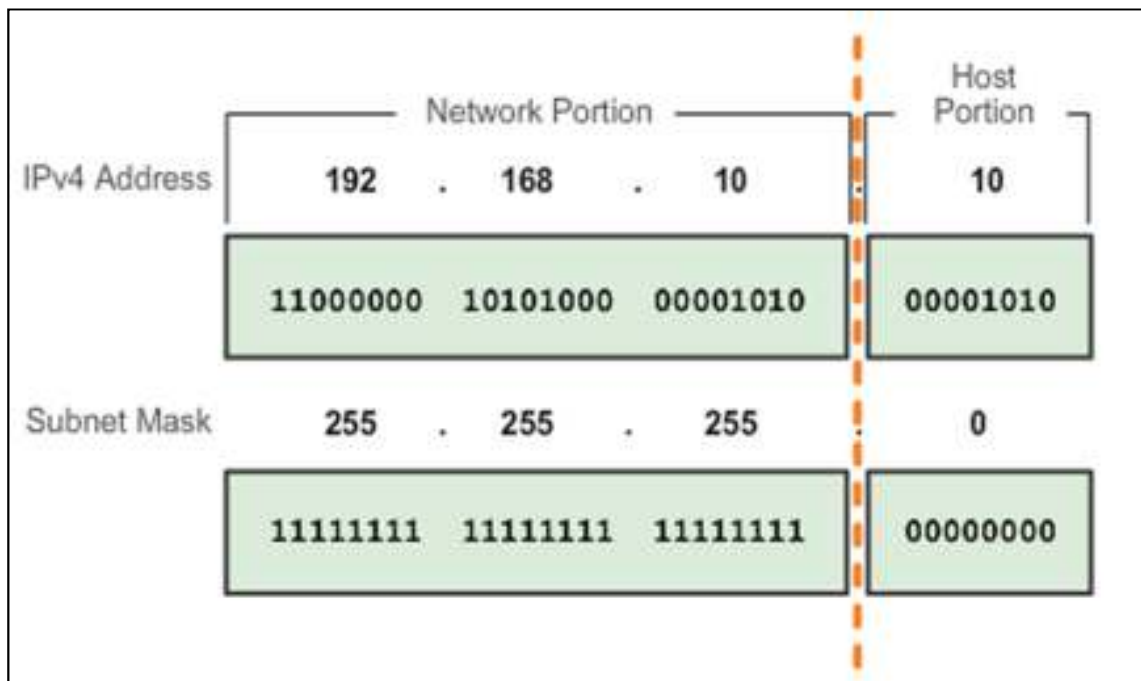 Host
Network Portion Portion
IPv4 Address 192 . 168 . 10 . 10
11000000 10101000 00001010 00001010
Subnet Mask 255 . 255 . 255 . 0
11111111 11111111 11111111 00000000